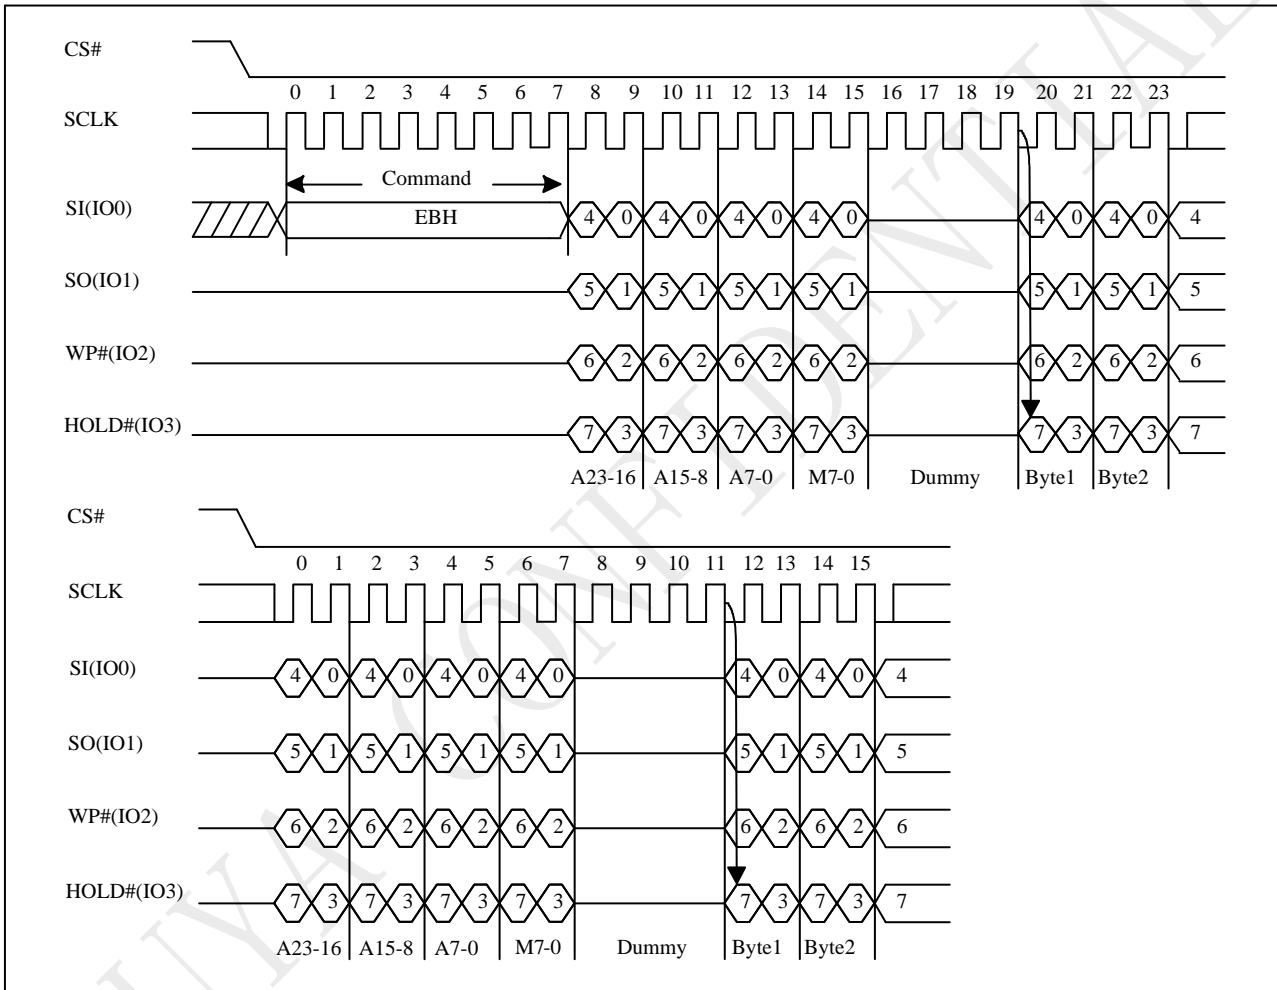 CS#
0 1 2 3 4 5 6 7 8 9 10 11 12 13 14 15 16 17 18 19 20 21 22 23
SCLK
Command
SI(IO0) EBH 4 0 4 0 4 0 4 0 4 0 4 0 4
SO(IO1) 5 1 5 1 5 1 5 1 5 1 5 1 5
WP#(IO2) 6 2 6 2 6 2 6 2 6 2 6 2 6
HOLD#(IO3) 7 3 7 3 7 3 7 3 7 3 7 3 7
A23-16 A15-8 A7-0 M7-0 Dummy Byte1 Byte2
CS#
0 1 2 3 4 5 6 7 8 9 10 11 12 13 14 15
SCLK
SI(IO0) 4 0 4 0 4 0 4 0 4 0 4 0 4
SO(IO1) 5 1 5 1 5 1 5 1 5 1 5 1 5
WP#(IO2) 6 2 6 2 6 2 6 2 6 2 6 2 6
HOLD#(IO3) 7 3 7 3 7 3 7 3 7 3 7 3 7
A23-16 A15-8 A7-0 M7-0 Dummy Byte1 Byte2
UYA CONFIDENTIAL